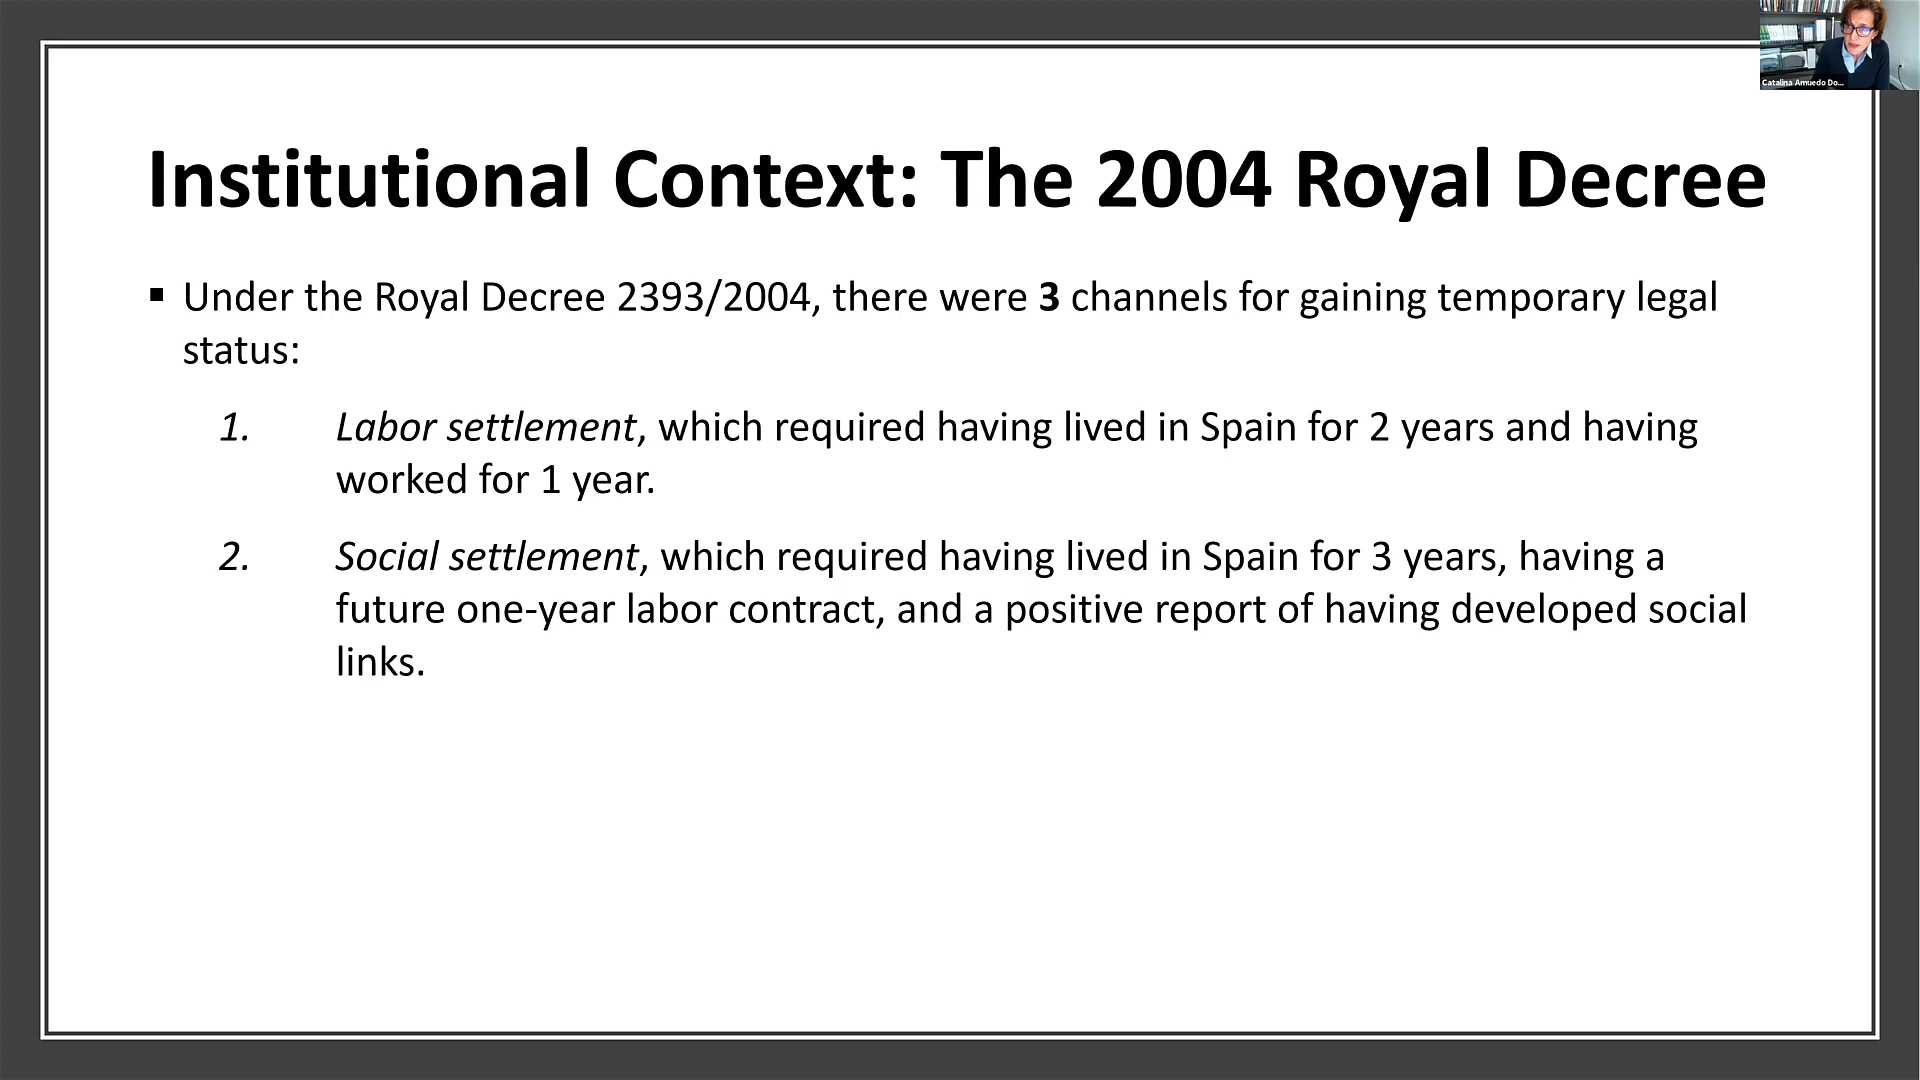 Catalina Amuedo Do...
Institutional Context: The 2004 Royal Decree
▪ Under the Royal Decree 2393/2004, there were 3 channels for gaining temporary legal
status:
1. Labor settlement, which required having lived in Spain for 2 years and having
worked for 1 year.
2. Social settlement, which required having lived in Spain for 3 years, having a
future one-year labor contract, and a positive report of having developed social
links.